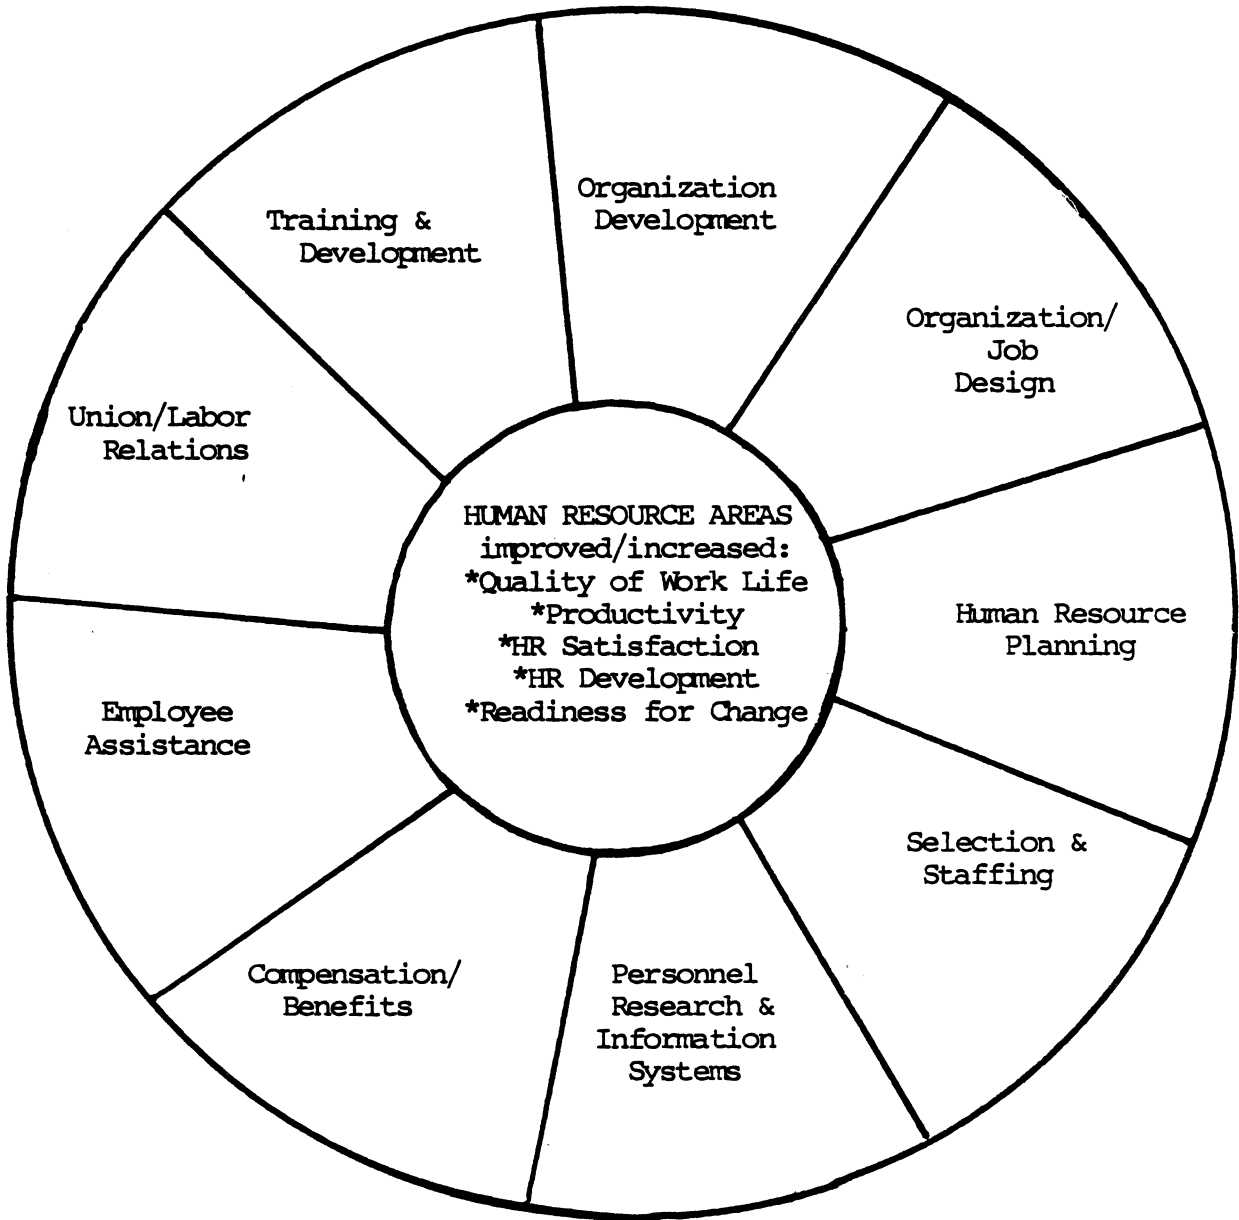 Organization
Development
Training &
Development
Organization/
Job
Design
Union/Labor
Relations
HUMAN RESOURCE AREAS
improved/increased:
*Quality of Work Life
*Productivity
*HR Satisfaction
*HR Development
*Readiness for Change
Human Resource
Planning
Employee
Assistance
Selection &
Staffing
Compensation/
Benefits
Personnel
Research &
Information
Systems